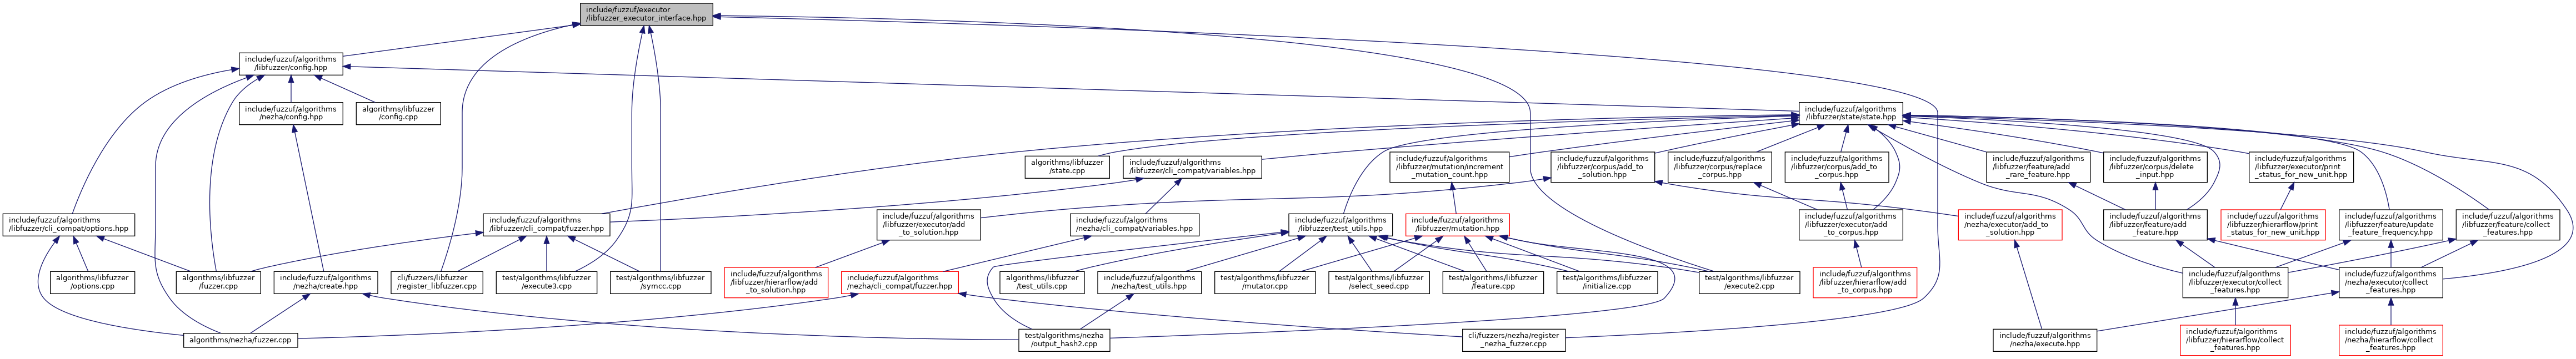 include/fuzzuf/executor
/libfuzzer_executor_interface.hpp
include/fuzzuf/algorithms
/libfuzzer/config.hpp
include/fuzzuf/algorithms
/nezha/config.hpp
algorithms/libfuzzer
/config.cpp
include/fuzzuf/algorithms
/libfuzzer/state/state.hpp
algorithms/libfuzzer
/state.cpp
include/fuzzuf/algorithms
/libfuzzer/cli_compat/variables.hpp
include/fuzzuf/algorithms
/libfuzzer/mutation/increment
_mutation_count.hpp
include/fuzzuf/algorithms
/libfuzzer/corpus/add_to
_solution.hpp
include/fuzzuf/algorithms
/libfuzzer/corpus/replace
_corpus.hpp
include/fuzzuf/algorithms
/libfuzzer/corpus/add_to
_corpus.hpp
include/fuzzuf/algorithms
/libfuzzer/feature/add
_rare_feature.hpp
include/fuzzuf/algorithms
/libfuzzer/corpus/delete
_input.hpp
include/fuzzuf/algorithms
/libfuzzer/executor/print
_status_for_new_unit.hpp
include/fuzzuf/algorithms
/libfuzzer/cli_compat/options.hpp
include/fuzzuf/algorithms
/libfuzzer/cli_compat/fuzzer.hpp
include/fuzzuf/algorithms
/libfuzzer/executor/add
_to_solution.hpp
include/fuzzuf/algorithms
/nezha/cli_compat/variables.hpp
include/fuzzuf/algorithms
/libfuzzer/test_utils.hpp
include/fuzzuf/algorithms
/libfuzzer/mutation.hpp
include/fuzzuf/algorithms
/libfuzzer/executor/add
_to_corpus.hpp
include/fuzzuf/algorithms
/nezha/executor/add_to
_solution.hpp
include/fuzzuf/algorithms
/libfuzzer/feature/add
_feature.hpp
include/fuzzuf/algorithms
/libfuzzer/hierarflow/print
_status_for_new_unit.hpp
include/fuzzuf/algorithms
/libfuzzer/feature/update
_feature_frequency.hpp
include/fuzzuf/algorithms
/libfuzzer/feature/collect
_features.hpp
algorithms/libfuzzer
/options.cpp
algorithms/libfuzzer
/fuzzer.cpp
include/fuzzuf/algorithms
/nezha/create.hpp
cli/fuzzers/libfuzzer
/register_libfuzzer.cpp
test/algorithms/libfuzzer
/execute3.cpp
test/algorithms/libfuzzer
/symcc.cpp
include/fuzzuf/algorithms
/libfuzzer/hierarflow/add
_to_solution.hpp
include/fuzzuf/algorithms
/nezha/cli_compat/fuzzer.hpp
algorithms/libfuzzer
/test_utils.cpp
include/fuzzuf/algorithms
/nezha/test_utils.hpp
test/algorithms/libfuzzer
/mutator.cpp
test/algorithms/libfuzzer
/select_seed.cpp
test/algorithms/libfuzzer
/feature.cpp
test/algorithms/libfuzzer
/initialize.cpp
test/algorithms/libfuzzer
/execute2.cpp
include/fuzzuf/algorithms
/libfuzzer/hierarflow/add
_to_corpus.hpp
include/fuzzuf/algorithms
/libfuzzer/executor/collect
_features.hpp
include/fuzzuf/algorithms
/nezha/executor/collect
_features.hpp
algorithms/nezha/fuzzer.cpp
test/algorithms/nezha
/output_hash2.cpp
cli/fuzzers/nezha/register
_nezha_fuzzer.cpp
include/fuzzuf/algorithms
/nezha/execute.hpp
include/fuzzuf/algorithms
/libfuzzer/hierarflow/collect
_features.hpp
include/fuzzuf/algorithms
/nezha/hierarflow/collect
_features.hpp